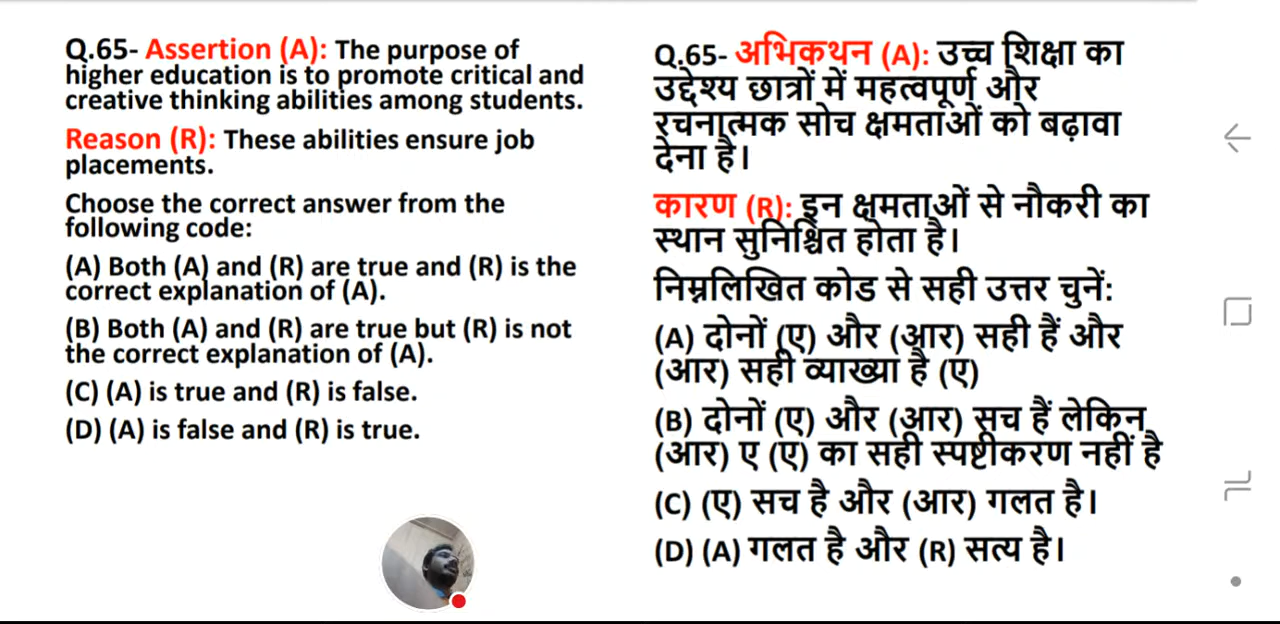 Q.65- Assertion (A): The purpose of
higher education is to promote critical and
creative thinking abilities among students.
Reason (R): These abilities ensure job
placements.
Choose the correct answer from the
following code:
(A) Both (A) and (R) are true and (R) is the
correct explanation of (A).
(B) Both (A) and (R) are true but (R) is not
the correct explanation of (A).
(C) (A) is true and (R) is false.
(D) (A) is false and (R) is true.
Q.65- अभिकथन (A): उच्च शिक्षा का
उद्देश्य छात्रों में महत्वपूर्ण और
रचनात्मक सोच क्षमताओं को बढ़ावा
देना है।
कारण (R): इन क्षमताओं से नौकरी का
स्थान सुनिश्चित होता है।
निम्नलिखित कोड से सही उत्तर चुनें:
(A) दोनों (ए) और (आर) सही हैं और
(आर) सही व्याख्या है (ए)
(B) दोनों (ए) और (आर) सच हैं लेकिन
(आर) ए (ए) का सही स्पष्टीकरण नहीं है
(C) (ए) सच है और (आर) गलत है।
(D) (A) गलत है और (R) सत्य है।